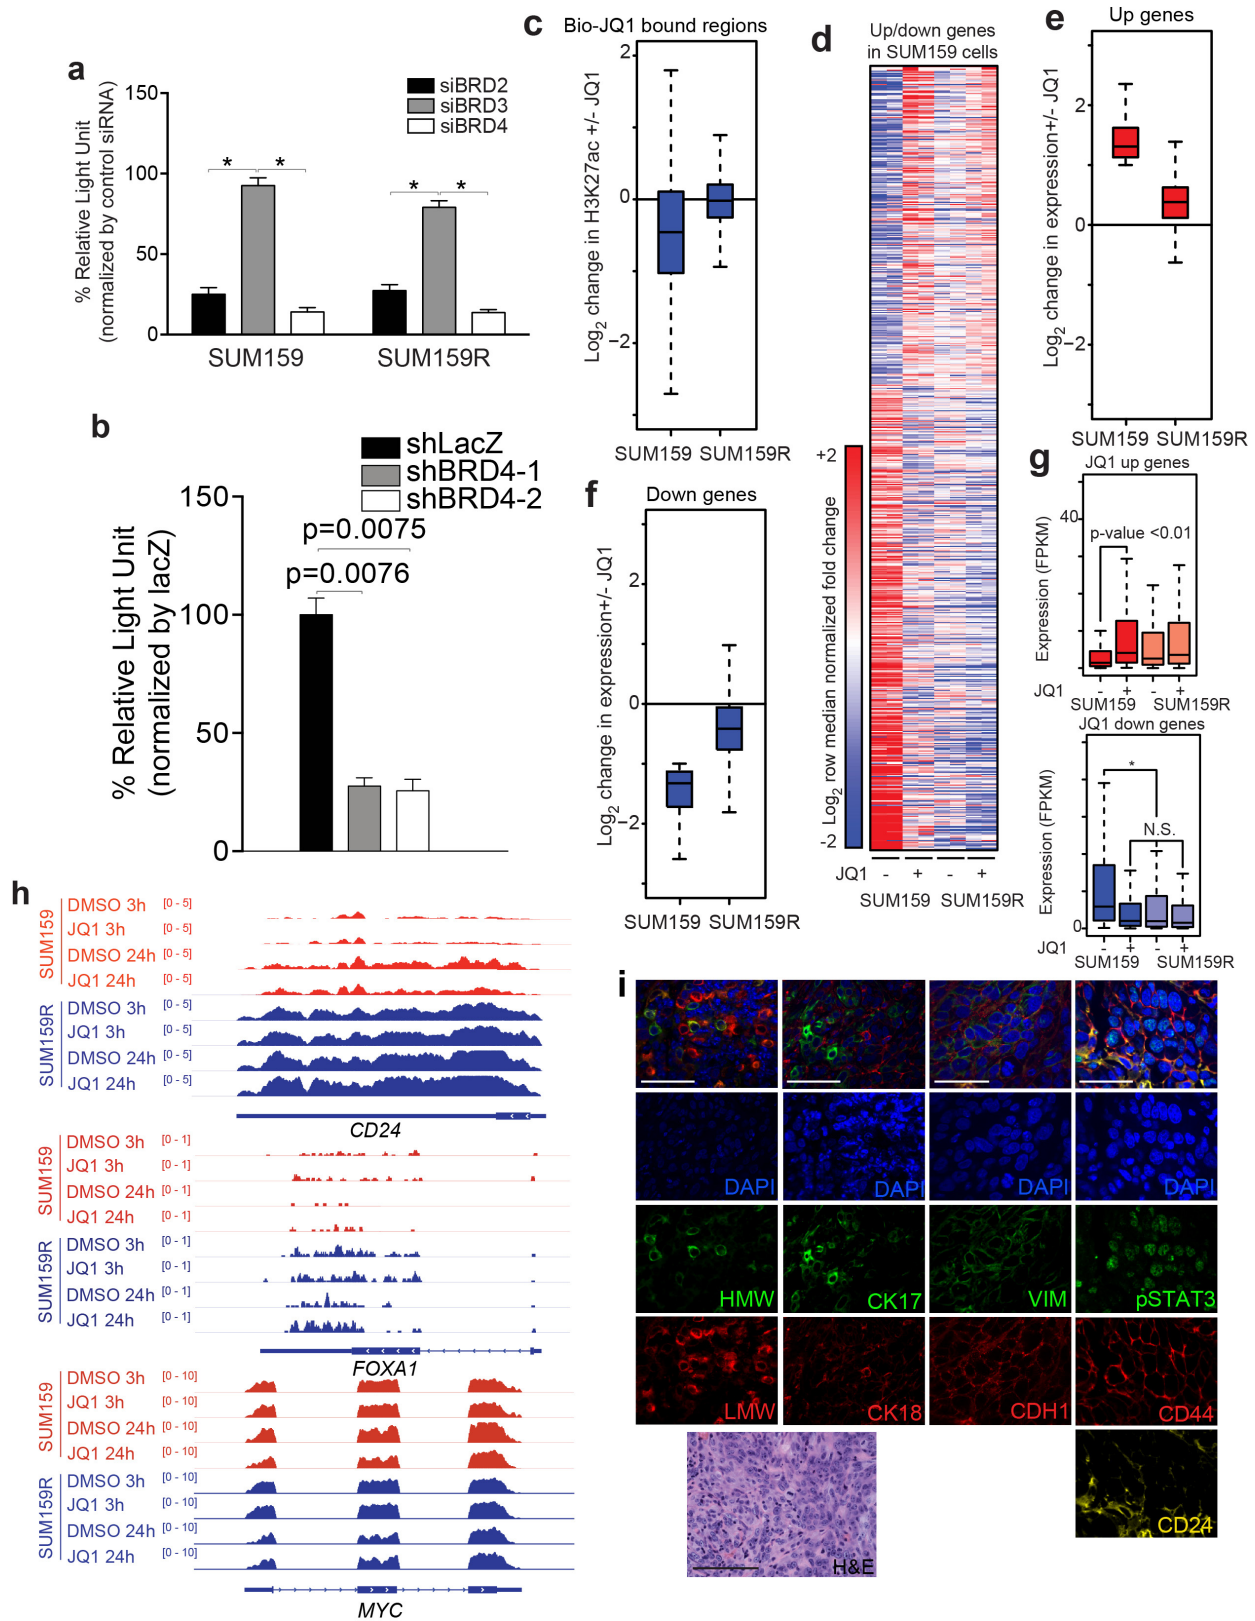 a
siBRD2
siBRD3
siBRD4
% Relative Light Unit
(normalized by control siRNA)
150
100
50
0
* *
* *
SUM159 SUM159R
b
shLacZ
shBRD4-1
shBRD4-2
% Relative Light Unit
(normalized by lacZ)
150
100
50
0
p=0.0075
p=0.0076
c
Bio-JQ1 bound regions
Log2 change in H3K27ac +/- JQ1
2
0
−2
SUM159 SUM159R
d
Up/down genes
in SUM159 cells
+2
Log2 row median normalized fold change
-2
JQ1 - + - +
SUM159 SUM159R
e
Up genes
Log2 change in expression+/- JQ1
2
0
−2
SUM159 SUM159R
f
Down genes
Log2 change in expression+/- JQ1
2
0
−2
SUM159 SUM159R
g
JQ1 up genes
40
p-value <0.01
Expression (FPKM)
JQ1 - + - +
SUM159 SUM159R
JQ1 down genes
*
N.S.
Expression (FPKM)
0
JQ1 - + - +
SUM159 SUM159R
h
SUM159
DMSO 3h [0 - 5]
JQ1 3h [0 - 5]
DMSO 24h [0 - 5]
JQ1 24h [0 - 5]
SUM159R
DMSO 3h [0 - 5]
JQ1 3h [0 - 5]
DMSO 24h [0 - 5]
JQ1 24h [0 - 5]
CD24
SUM159
DMSO 3h [0 - 1]
JQ1 3h [0 - 1]
DMSO 24h [0 - 1]
JQ1 24h [0 - 1]
SUM159R
DMSO 3h [0 - 1]
JQ1 3h [0 - 1]
DMSO 24h [0 - 1]
JQ1 24h [0 - 1]
FOXA1
SUM159
DMSO 3h [0 - 10]
JQ1 3h [0 - 10]
DMSO 24h [0 - 10]
JQ1 24h [0 - 10]
SUM159R
DMSO 3h [0 - 10]
JQ1 3h [0 - 10]
DMSO 24h [0 - 10]
JQ1 24h [0 - 10]
MYC
i
DAPI DAPI DAPI DAPI
HMW CK17 VIM pSTAT3
LMW CK18 CDH1 CD44
H&E
CD24